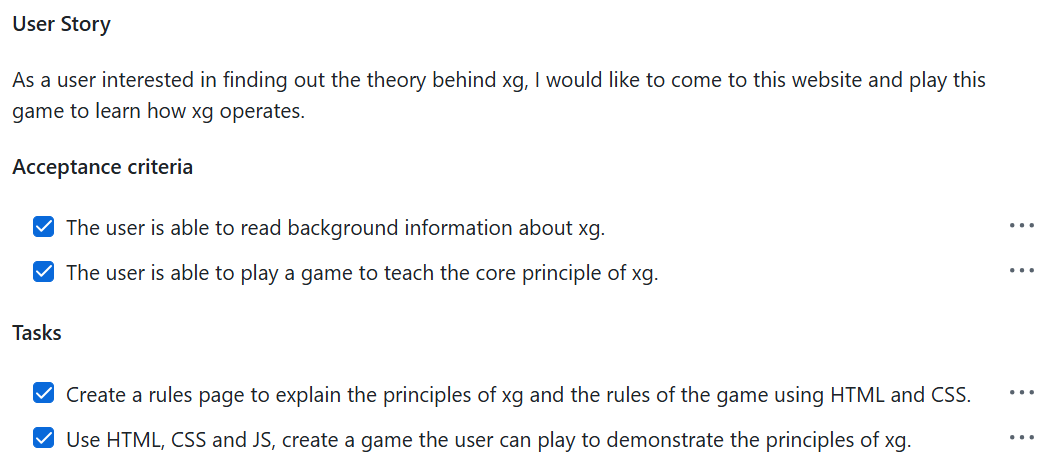 User Story
As a user interested in finding out the theory behind xg, I would like to come to this website and play this
game to learn how xg operates.
Acceptance criteria
The user is able to read background information about xg.
The user is able to play a game to teach the core principle of xg.
Tasks
Create a rules page to explain the principles of xg and the rules of the game using HTML and CSS.
Use HTML, CSS and JS, create a game the user can play to demonstrate the principles of xg.